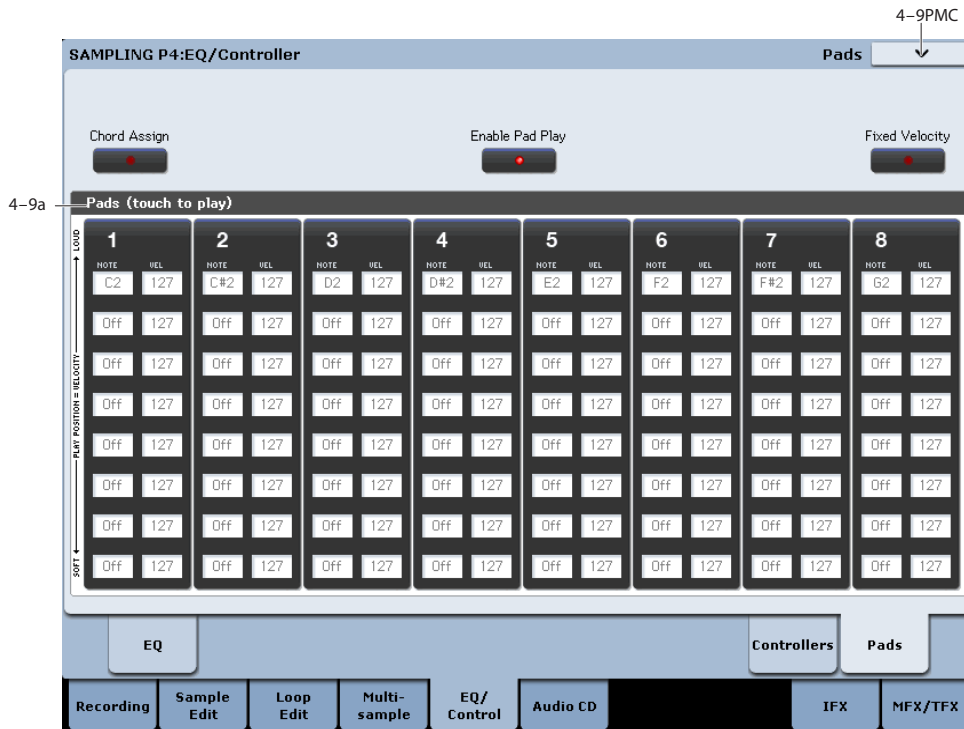 4–9PMC
SAMPLING P4:EQ/Controller Pads
Chord Assign Enable Pad Play Fixed Velocity
4–9a Pads (touch to play)
LOUD
PLAY POSITION = VELOCITY
SOFT
1 2 3 4 5 6 7 8
NOTE VEL NOTE VEL NOTE VEL NOTE VEL NOTE VEL NOTE VEL NOTE VEL NOTE VEL
C2 127 C#2 127 D2 127 D#2 127 E2 127 F2 127 F#2 127 G2 127
Off 127 Off 127 Off 127 Off 127 Off 127 Off 127 Off 127 Off 127
Off 127 Off 127 Off 127 Off 127 Off 127 Off 127 Off 127 Off 127
Off 127 Off 127 Off 127 Off 127 Off 127 Off 127 Off 127 Off 127
Off 127 Off 127 Off 127 Off 127 Off 127 Off 127 Off 127 Off 127
Off 127 Off 127 Off 127 Off 127 Off 127 Off 127 Off 127 Off 127
Off 127 Off 127 Off 127 Off 127 Off 127 Off 127 Off 127 Off 127
Off 127 Off 127 Off 127 Off 127 Off 127 Off 127 Off 127 Off 127
EQ Controllers Pads
Recording Sample Edit Loop Edit Multi-sample EQ/Control Audio CD IFX MFX/TFX